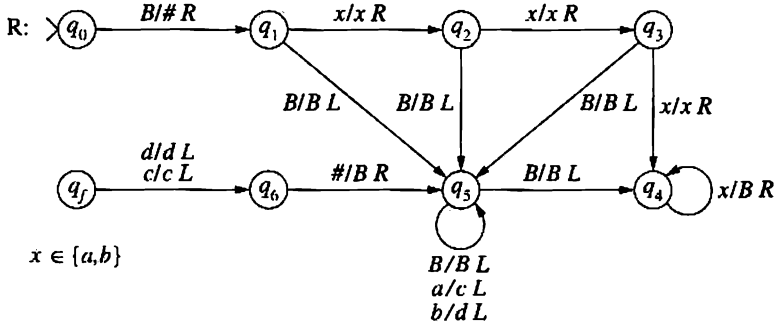 R: q0 B/# R q1 x/x R q2 x/x R q3
B/B L B/B L B/B L x/x R
d/d L
c/c L
qf q6 #/B R q5 B/B L q4 x/B R
x ∈ {a,b}
B/B L
a/c L
b/d L